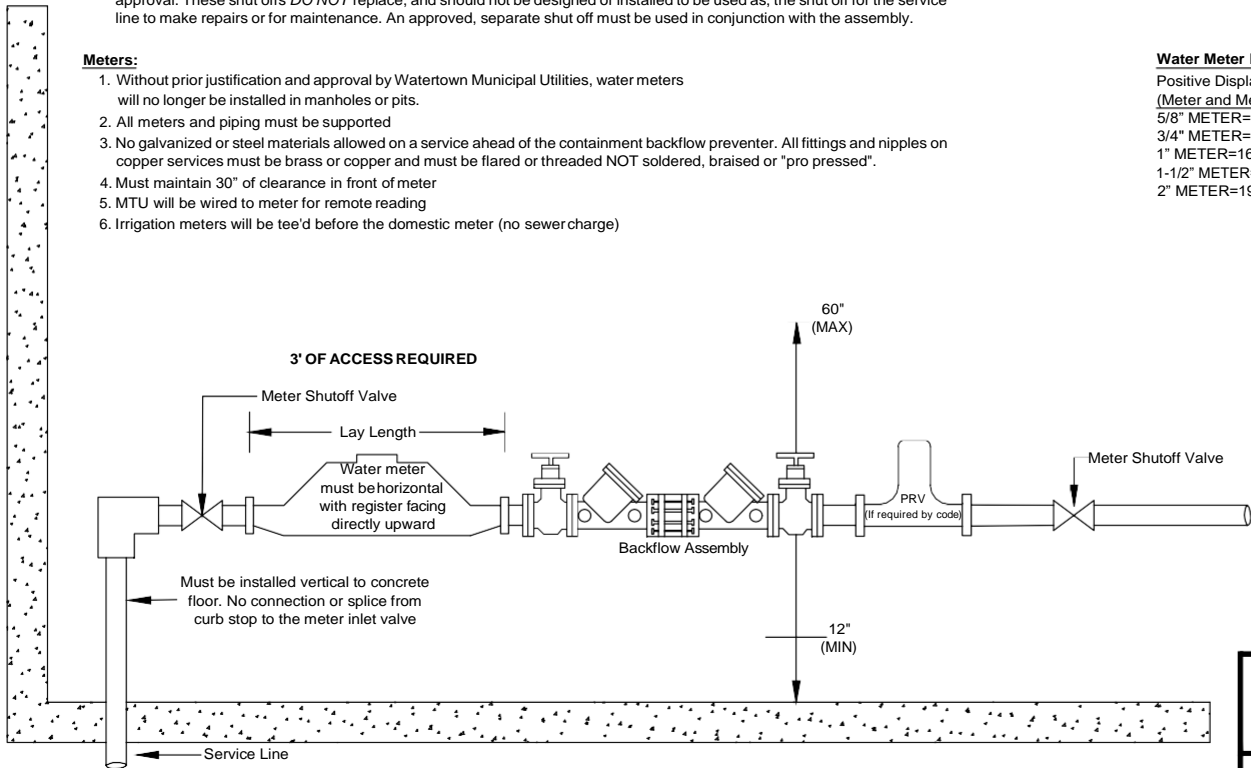 approval. These shut offs DO NOT replace, and should not be designed or installed to be used as, the shut off for the service
line to make repairs or for maintenance. An approved, separate shut off must be used in conjunction with the assembly.
Meters:
1. Without prior justification and approval by Watertown Municipal Utilities, water meters
will no longer be installed in manholes or pits.
2. All meters and piping must be supported
3. No galvanized or steel materials allowed on a service ahead of the containment backflow preventer. All fittings and nipples on
copper services must be brass or copper and must be flared or threaded NOT soldered, braised or "pro pressed".
4. Must maintain 30” of clearance in front of meter
5. MTU will be wired to meter for remote reading
6. Irrigation meters will be tee'd before the domestic meter (no sewer charge)
Water Meter
Positive Displa
(Meter and Me
5/8” METER=
3/4" METER=
1” METER=16
1-1/2” METER=
2” METER=19
60"
(MAX)
3' OF ACCESS REQUIRED
Meter Shutoff Valve
Lay Length
Water meter
must be horizontal
with register facing
directly upward
Meter Shutoff Valve
PRV
(If required by code)
Backflow Assembly
Must be installed vertical to concrete
floor. No connection or splice from
curb stop to the meter inlet valve
12"
(MIN)
Service Line